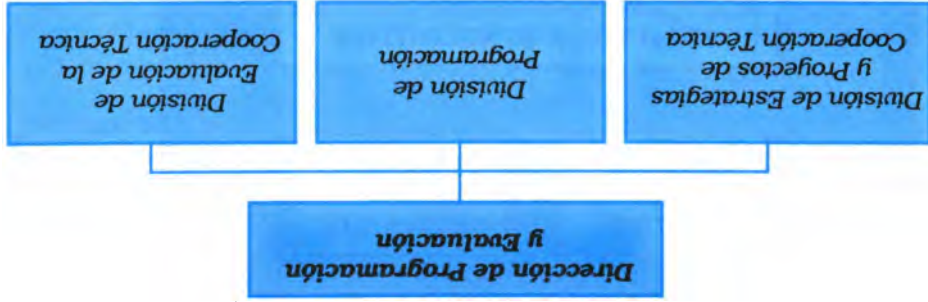 Dirección de Programación
y Evaluación
División de Estrategias
y Proyectos de
Cooperación Técnica
División de
Programación
División de
Evaluación de la
Cooperación Técnica